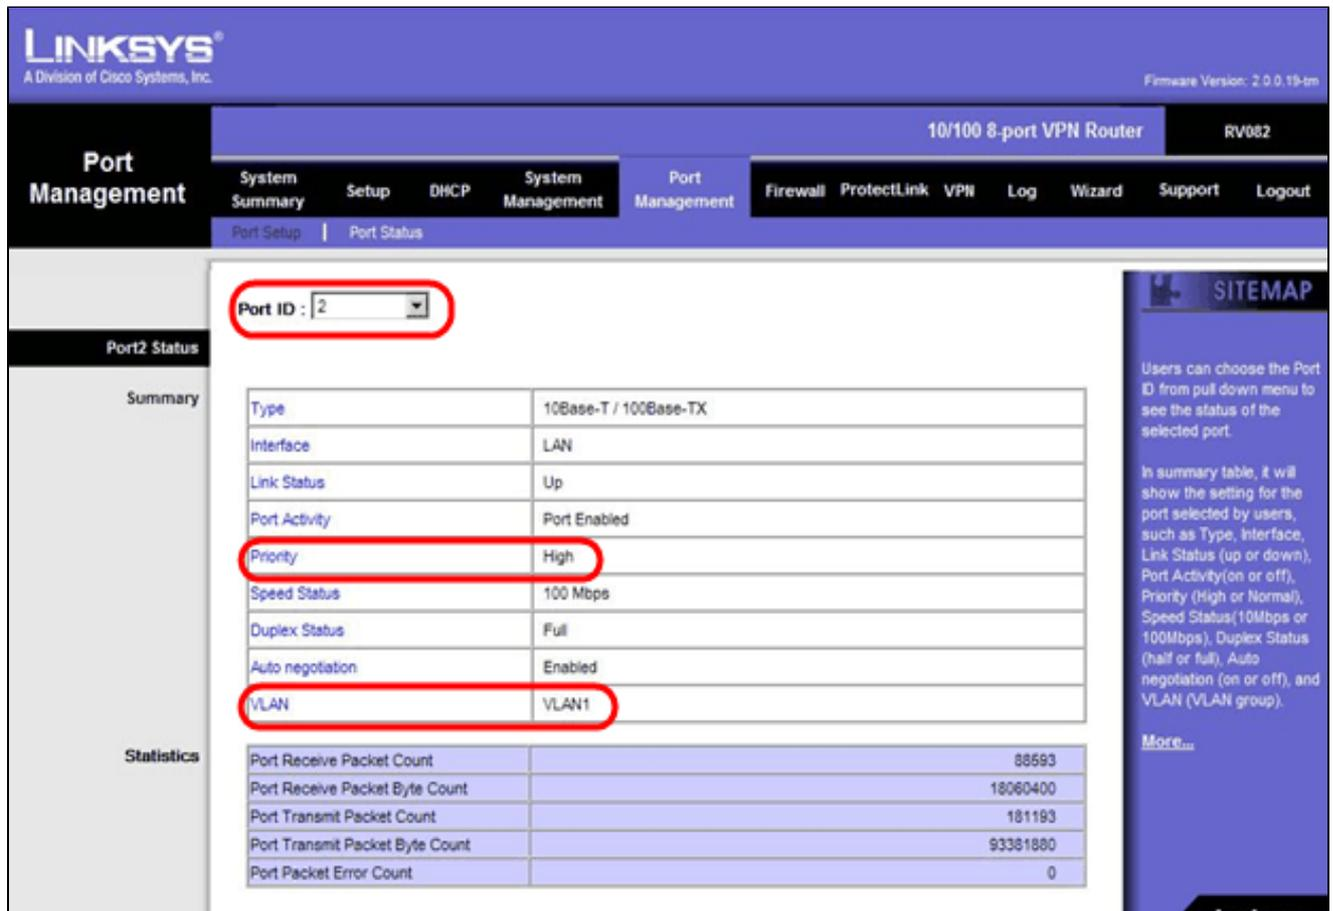 LINKSYS®
A Division of Cisco Systems, Inc.
Firmware Version: 2.0.0.19-tm
10/100 8-port VPN Router RV082
Port Management
System Summary Setup DHCP System Management Port Management Firewall ProtectLink VPN Log Wizard Support Logout
Port Setup | Port Status
Port ID : 2
Port2 Status
Summary
Type 10Base-T / 100Base-TX
Interface LAN
Link Status Up
Port Activity Port Enabled
Priority High
Speed Status 100 Mbps
Duplex Status Full
Auto negotiation Enabled
VLAN VLAN1
Statistics
Port Receive Packet Count 88593
Port Receive Packet Byte Count 18060400
Port Transmit Packet Count 181193
Port Transmit Packet Byte Count 93381880
Port Packet Error Count 0
SITEMAP
Users can choose the Port
ID from pull down menu to
see the status of the
selected port.
In summary table, it will
show the setting for the
port selected by users,
such as Type, Interface,
Link Status (up or down),
Port Activity(on or off),
Priority (High or Normal),
Speed Status(10Mbps or
100Mbps), Duplex Status
(half or full), Auto
negotiation (on or off), and
VLAN (VLAN group).
More...